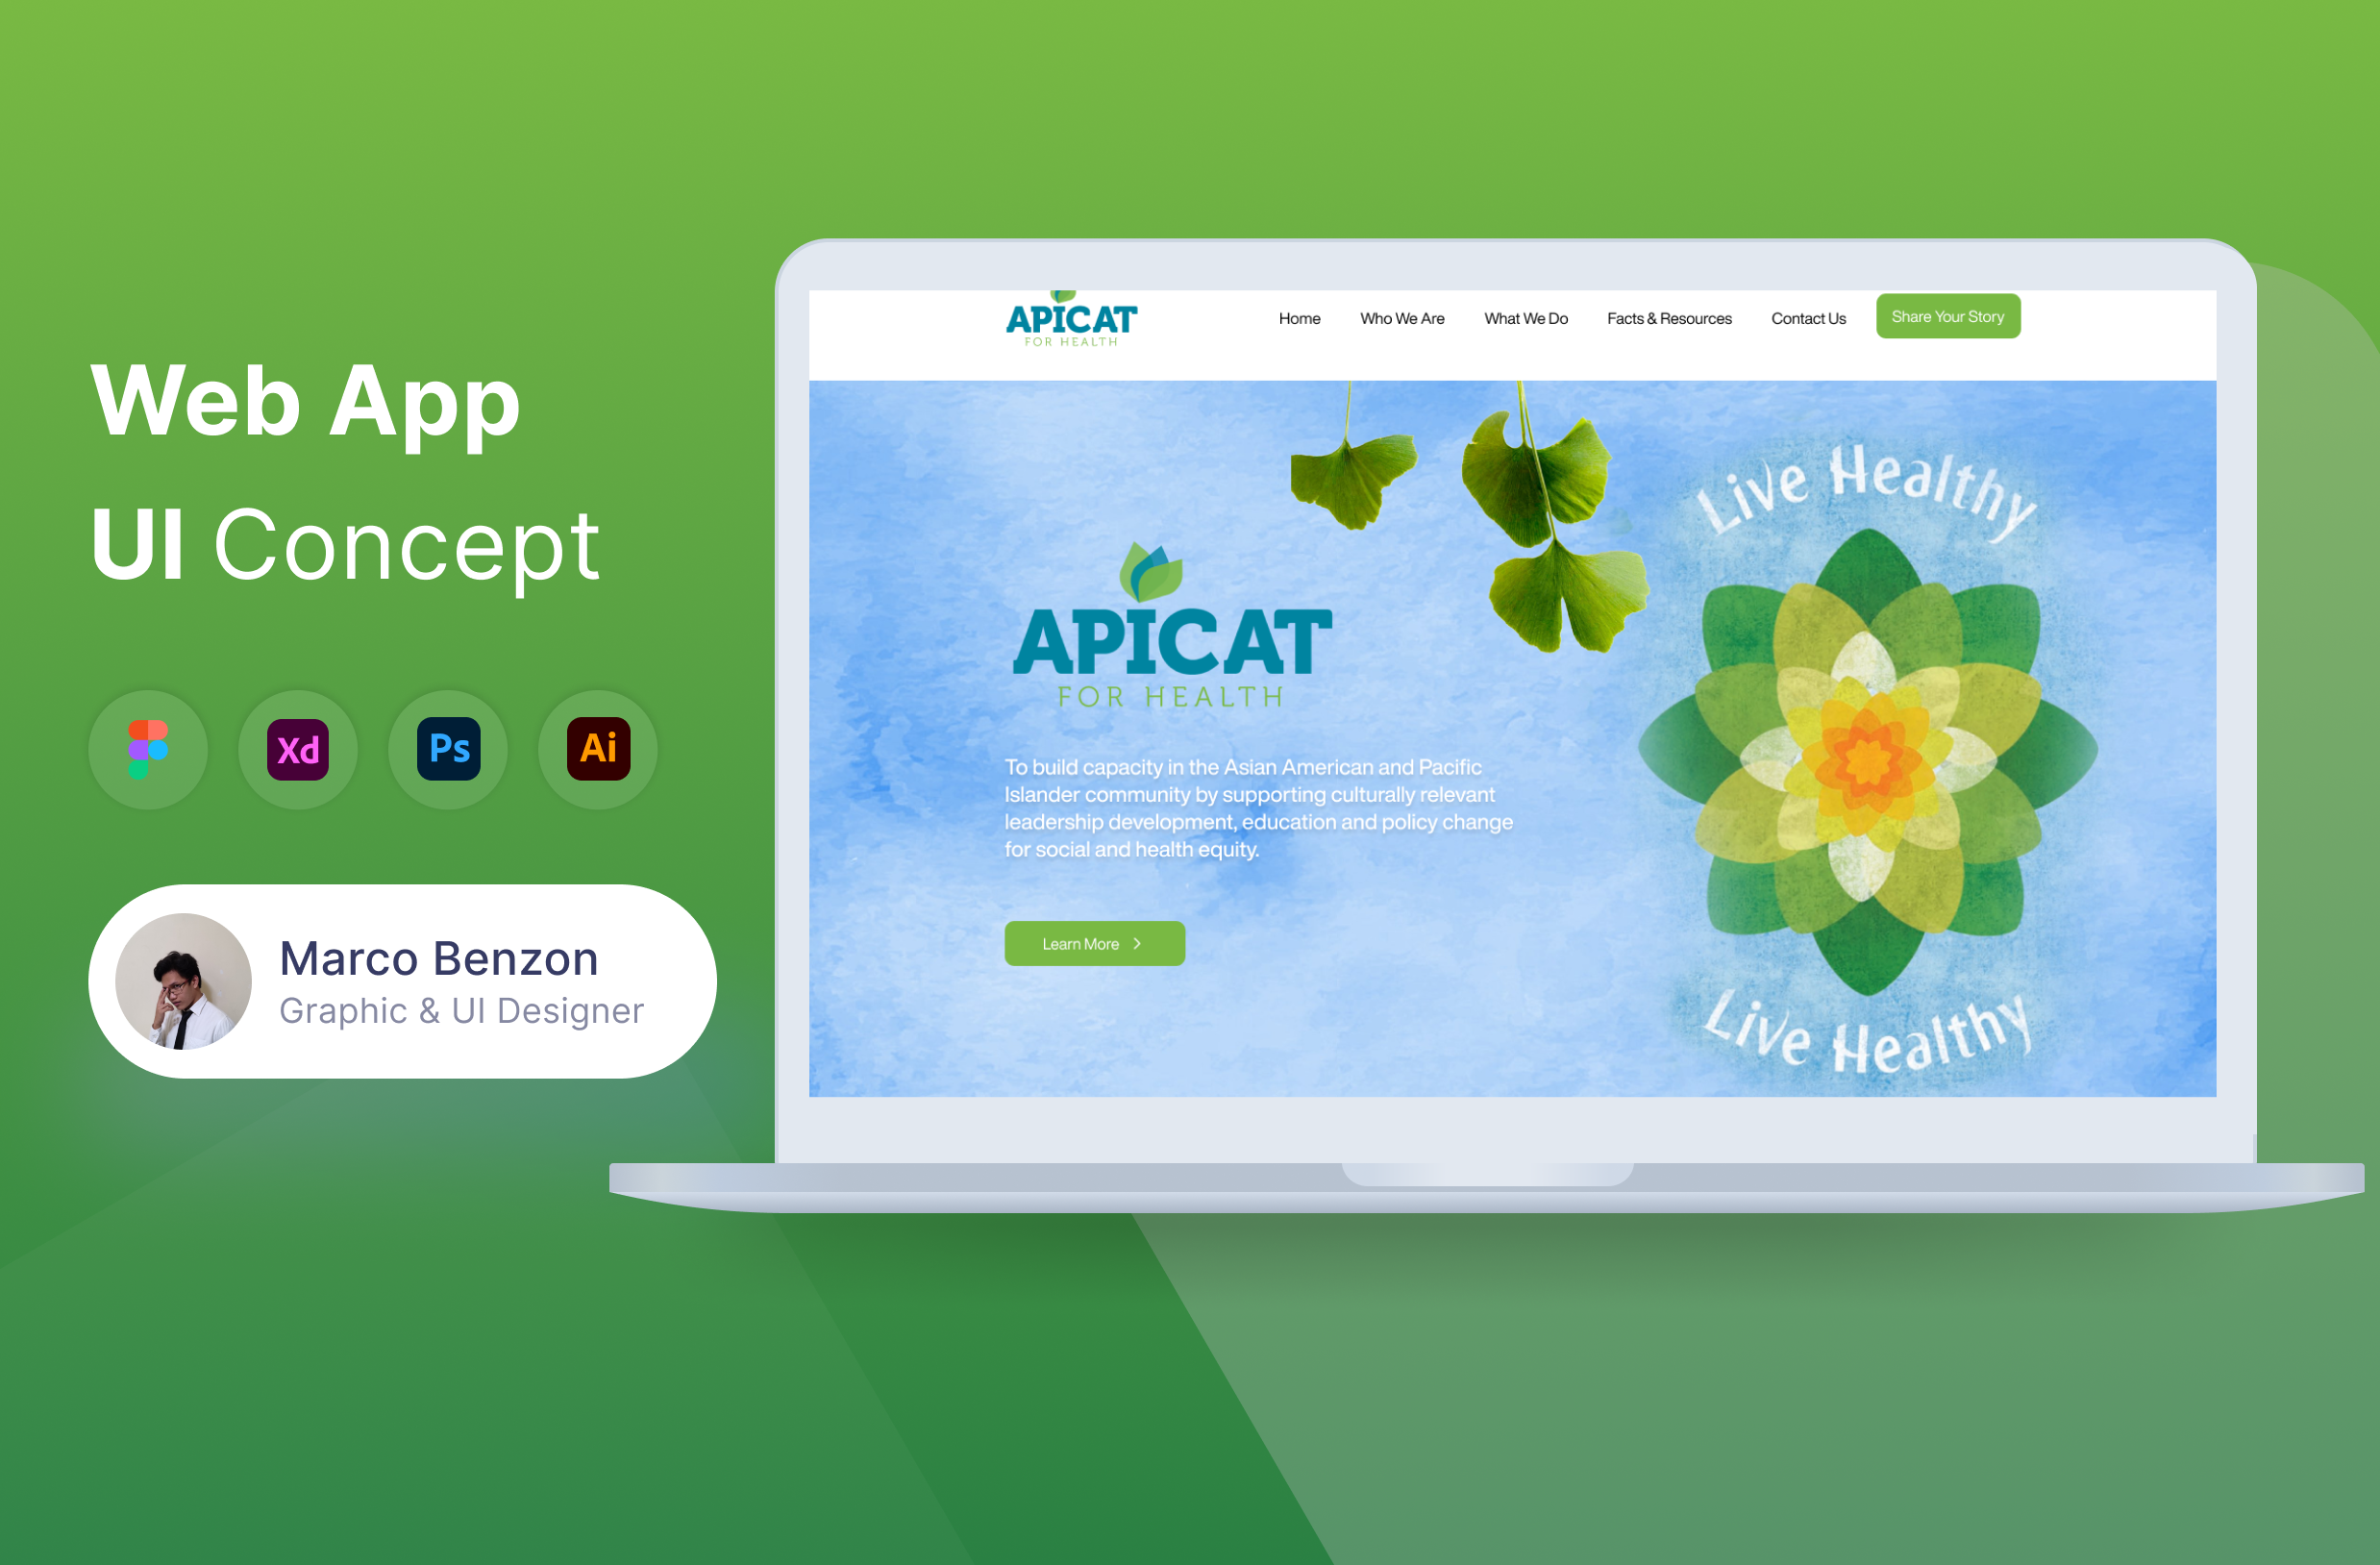 Web App
UI Concept
Xd
Ps
Ai
Marco Benzon
Graphic & UI Designer
APICAT
FOR HEALTH
Home
Who We Are
What We Do
Facts & Resources
Contact Us
Share Your Story
APICAT
FOR HEALTH
To build capacity in the Asian American and Pacific
Islander community by supporting culturally relevant
leadership development, education and policy change
for social and health equity.
Learn More
Live Healthy
Live Healthy